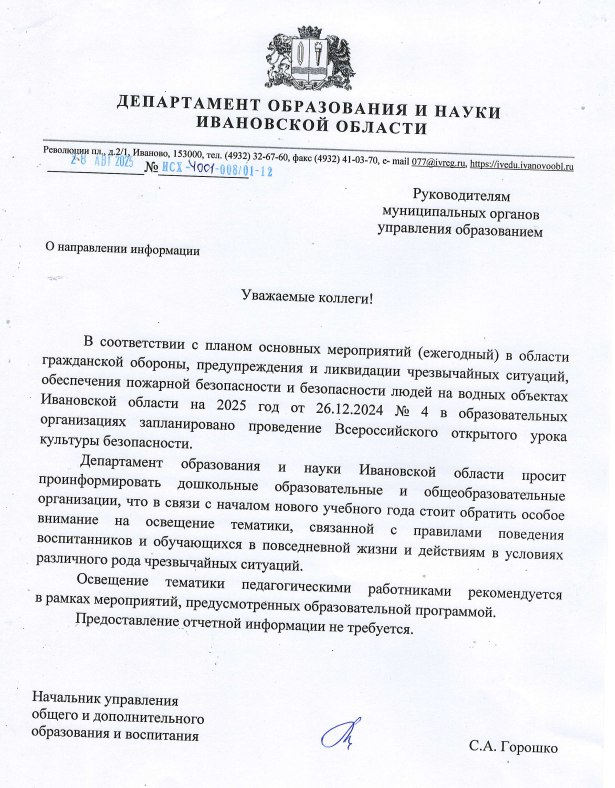 ДЕПАРТАМЕНТ ОБРАЗОВАНИЯ И НАУКИ
ИВАНОВСКОЙ ОБЛАСТИ
Революции пл., д.2/1, Иваново, 153000, тел. (4932) 32-67-60, факс (4932) 41-03-70, e- mail 077@ivreg.ru, https://ivedu.ivanovoobl.ru
28 АВГ 2025 № ИСХ-4001-008/01-12
Руководителям
муниципальных органов
управления образованием
О направлении информации
Уважаемые коллеги!
В соответствии с планом основных мероприятий (ежегодный) в области
гражданской обороны, предупреждения и ликвидации чрезвычайных ситуаций,
обеспечения пожарной безопасности и безопасности людей на водных объектах
Ивановской области на 2025 год от 26.12.2024 № 4 в образовательных
организациях запланировано проведение Всероссийского открытого урока
культуры безопасности.
Департамент образования и науки Ивановской области просит
проинформировать дошкольные образовательные и общеобразовательные
организации, что в связи с началом нового учебного года стоит обратить особое
внимание на освещение тематики, связанной с правилами поведения
воспитанников и обучающихся в повседневной жизни и действиям в условиях
различного рода чрезвычайных ситуаций.
Освещение тематики педагогическими работниками рекомендуется
в рамках мероприятий, предусмотренных образовательной программой.
Предоставление отчетной информации не требуется.
Начальник управления
общего и дополнительного
образования и воспитания
С.А. Горошко